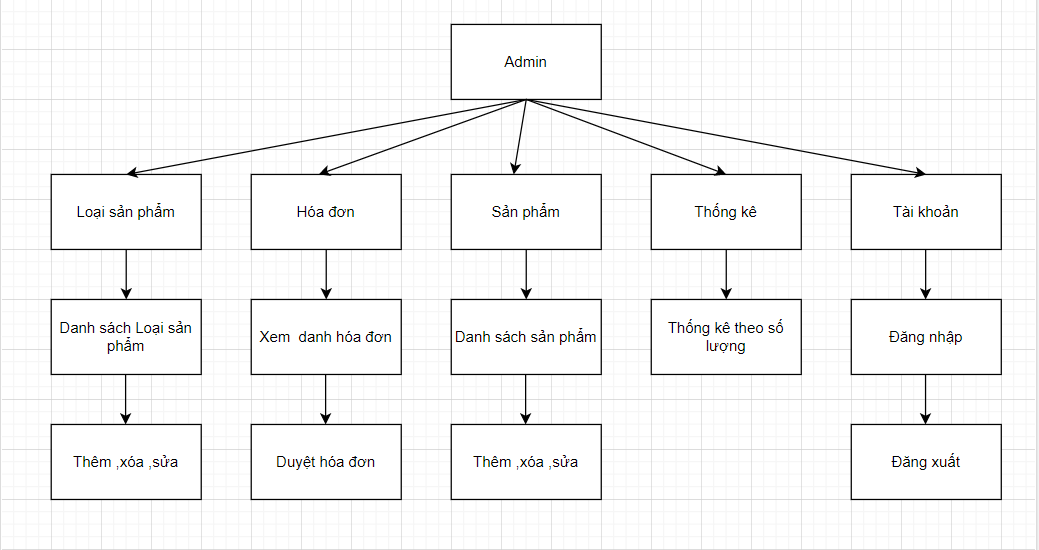 Admin
Loại sản phẩm
Hóa đơn
Sản phẩm
Thống kê
Tài khoản
Danh sách Loại sản
phẩm
Xem  danh hóa đơn
Danh sách sản phẩm
Thống kê theo số
lượng
Đăng nhập
Thêm ,xóa ,sửa
Duyệt hóa đơn
Thêm ,xóa ,sửa
Đăng xuất